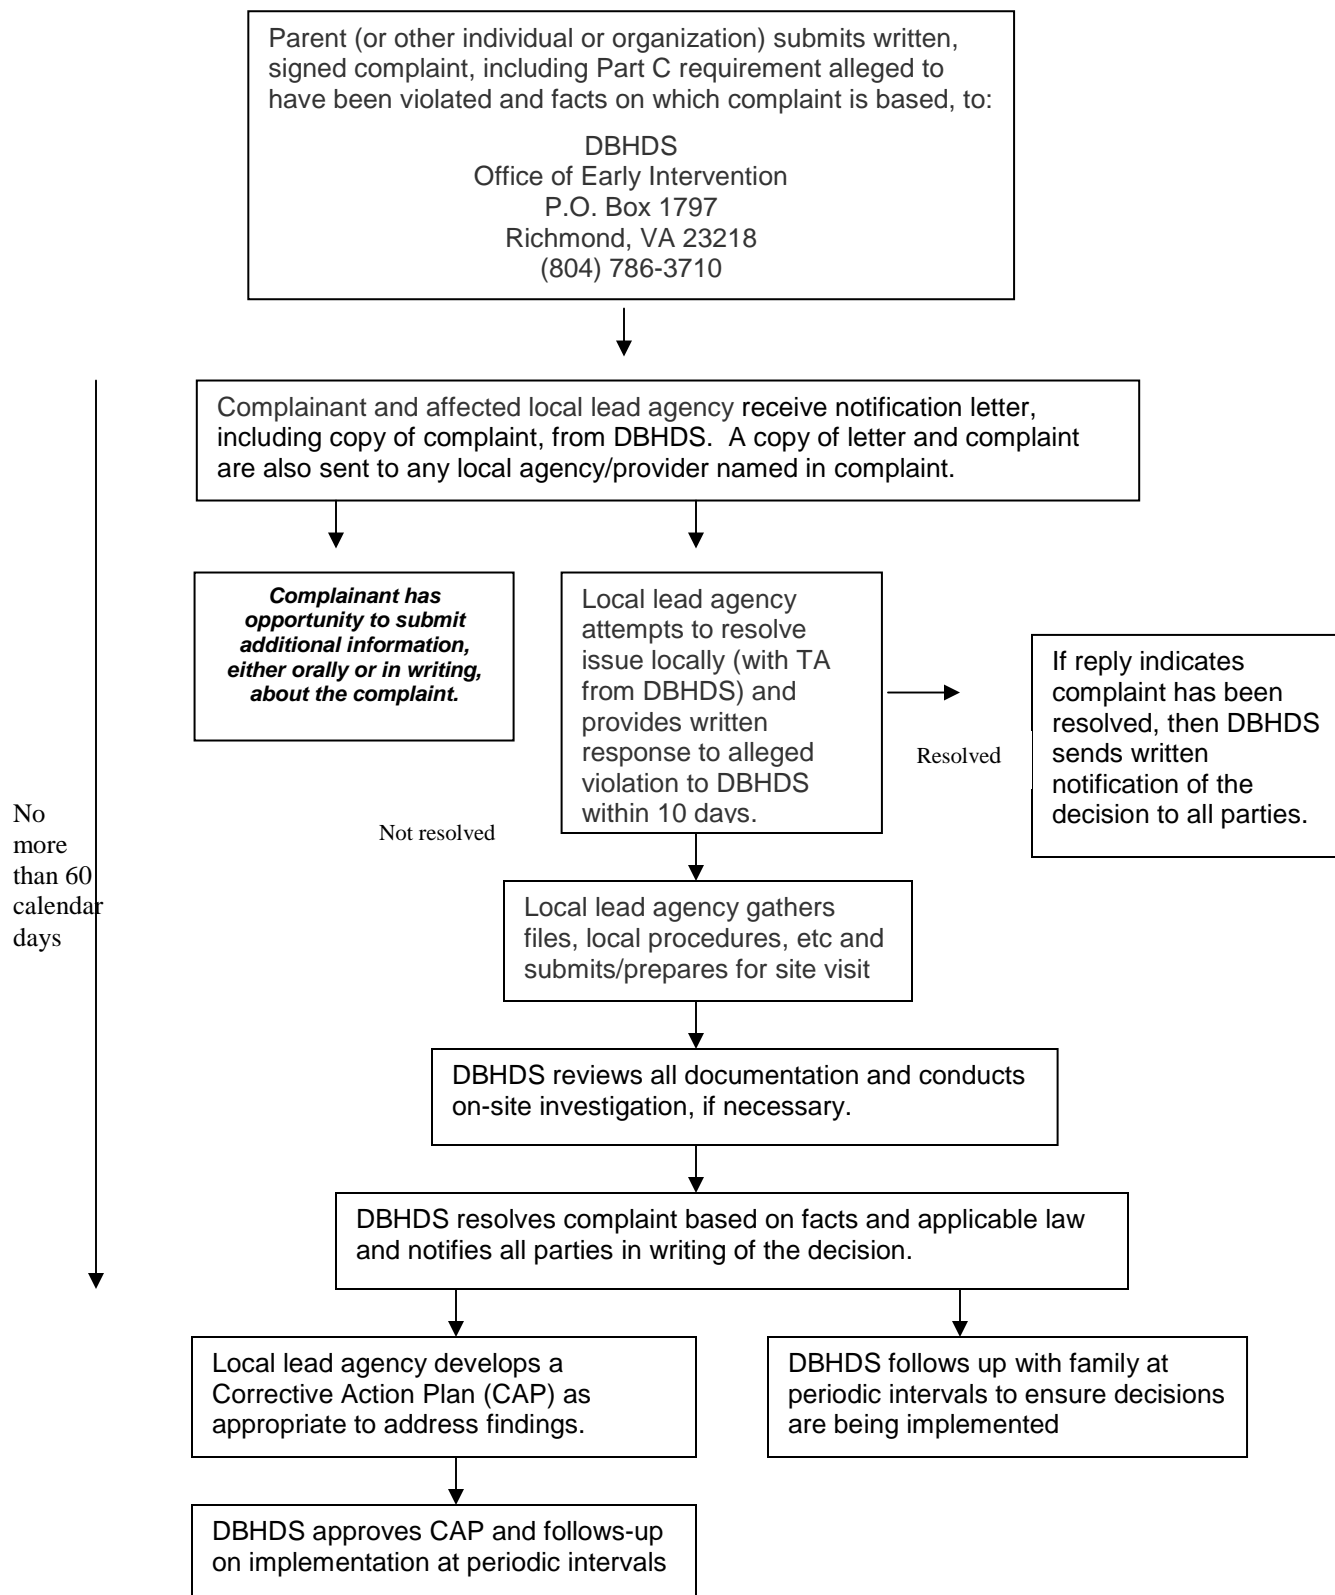 Parent (or other individual or organization) submits written,
signed complaint, including Part C requirement alleged to
have been violated and facts on which complaint is based, to:
DBHDS
Office of Early Intervention
P.O. Box 1797
Richmond, VA 23218
(804) 786-3710
Complainant and affected local lead agency receive notification letter,
including copy of complaint, from DBHDS.  A copy of letter and complaint
are also sent to any local agency/provider named in complaint.
Complainant has
opportunity to submit
additional information,
either orally or in writing,
about the complaint.
Local lead agency
attempts to resolve
issue locally (with TA
from DBHDS) and
provides written
response to alleged
violation to DBHDS
within 10 days.
Resolved
If reply indicates
complaint has been
resolved, then DBHDS
sends written
notification of the
decision to all parties.
No
more
than 60
calendar
days
Not resolved
Local lead agency gathers
files, local procedures, etc and
submits/prepares for site visit
DBHDS reviews all documentation and conducts
on-site investigation, if necessary.
DBHDS resolves complaint based on facts and applicable law
and notifies all parties in writing of the decision.
Local lead agency develops a
Corrective Action Plan (CAP) as
appropriate to address findings.
DBHDS follows up with family at
periodic intervals to ensure decisions
are being implemented
DBHDS approves CAP and follows-up
on implementation at periodic intervals